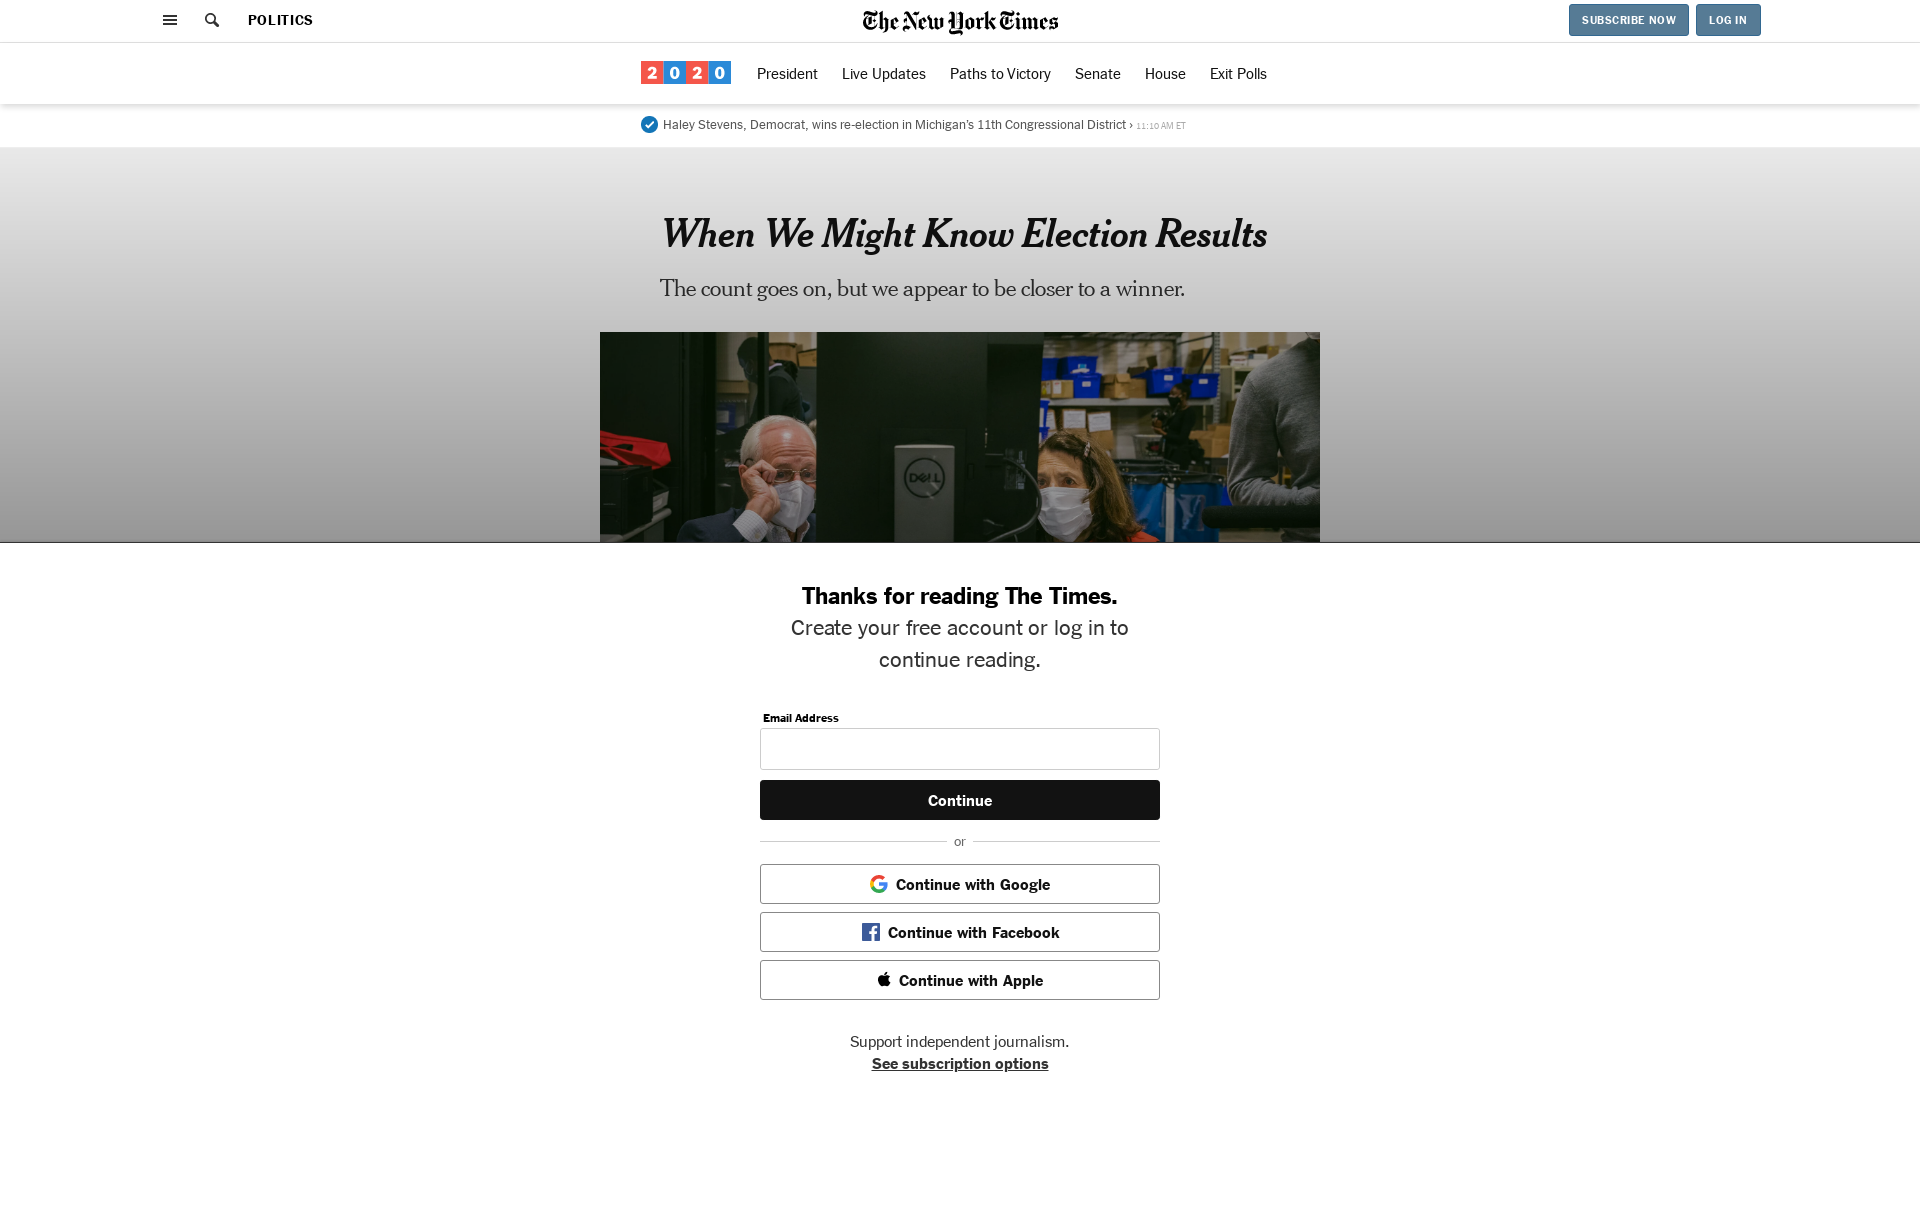 POLITICS
The New York Times
SUBSCRIBE NOW
LOG IN
2020
President
Live Updates
Paths to Victory
Senate
House
Exit Polls
Haley Stevens, Democrat, wins re-election in Michigan’s 11th Congressional District › 11:10 AM ET
When We Might Know Election Results
The count goes on, but we appear to be closer to a winner.
DELL
Thanks for reading The Times.
Create your free account or log in to
continue reading.
Email Address
Continue
or
Continue with Google
Continue with Facebook
Continue with Apple
Support independent journalism.
See subscription options